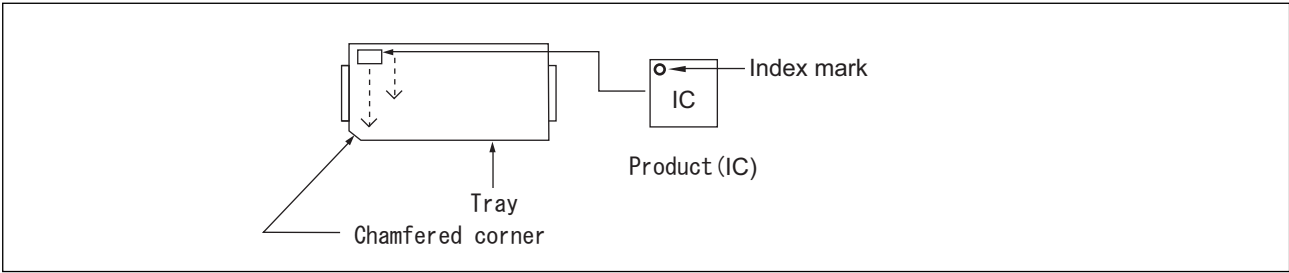 Index mark
IC
Product(IC)
Tray
Chamfered corner